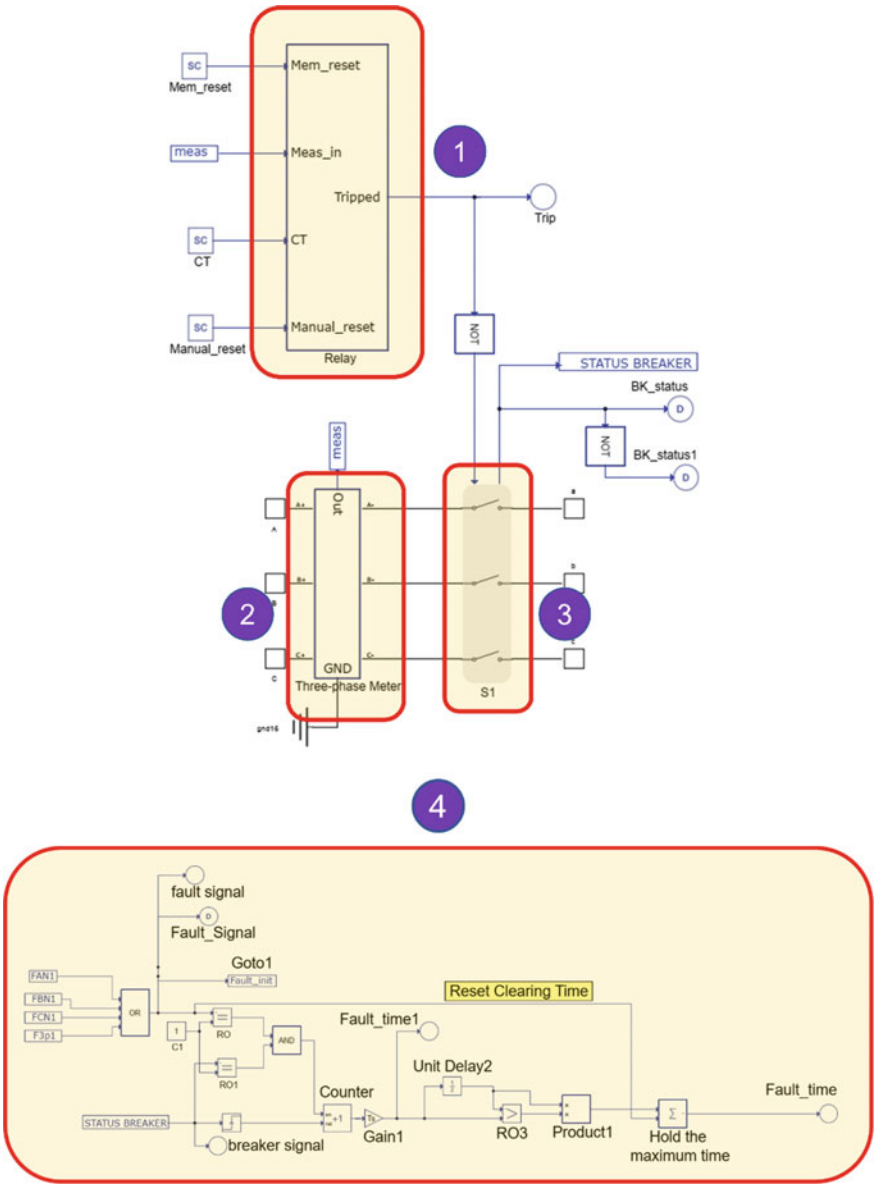 SC
Mem_reset
Mem_reset
meas
Meas_in
1
Tripped
Trip
SC
CT
CT
SC
Manual_reset
Manual_reset
Relay
NOT
STATUS BREAKER
BK_status
D
NOT
BK_status1
D
meas
Out
A+
A-
B
A
B+
B-
D
2
3
B
C+
C-
C
GND
Three-phase Meter
S1
gnd16
4
fault signal
D
Fault_Signal
Goto1
Fault_init
FAN1
FBN1
FCN1
F3p1
OR
Reset Clearing Time
1
C1
RO
AND
RO1
Fault_time1
Unit Delay2
Counter
+1
Ts
Gain1
RO3
Product1
Σ
Hold the
maximum time
Fault_time
STATUS BREAKER
breaker signal